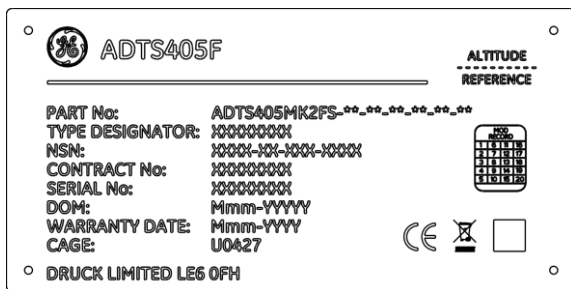 GE ADTS405F
ALTITUDE
REFERENCE
PART No: ADTS405MK2FS-**-**-**-**-**-**
TYPE DESIGNATOR: XXXXXXXX
NSN: XXXX-XX-XXX-XXXX
CONTRACT No: XXXXXXXX
SERIAL No: XXXXXXXX
DOM: Mmm-YYYYY
WARRANTY DATE: Mmm-YYYY
CAGE: U0427
MOD
RECORD
1 6 11 16
2 7 12 17
3 8 13 18
4 9 14 19
5 10 15 20
CE
DRUCK LIMITED LE6 0FH